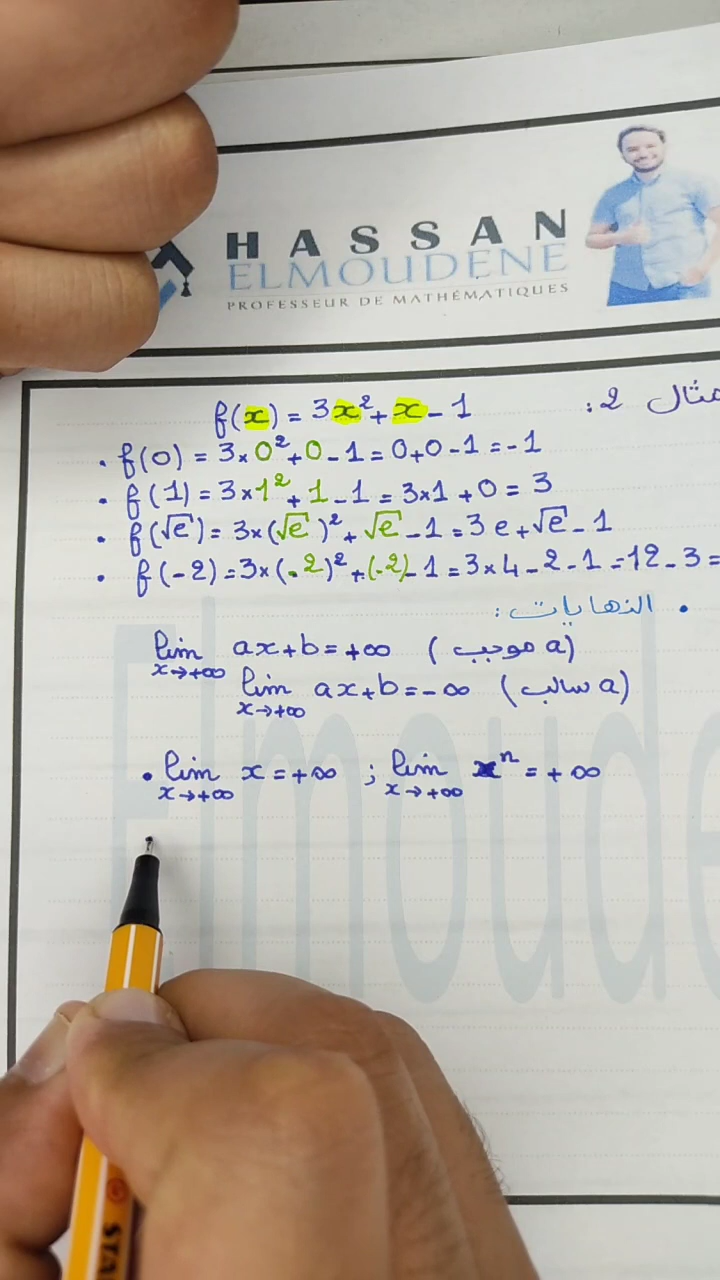 HASSAN
ELMOUDENE
PROFESSEUR DE MATHÉMATIQUES
مثال 2 :
f(x) = 3x² + x - 1
• f(0) = 3×0² + 0 - 1 = 0 + 0 - 1 = -1
• f(1) = 3×1² + 1 - 1 = 3×1 + 0 = 3
• f(√e) = 3×(√e)² + √e - 1 = 3e + √e - 1
• f(-2) = 3×(-2)² + (-2) - 1 = 3×4 - 2 - 1 = 12 - 3 =
• النهايات :
lim x→+∞ ax+b = +∞ (a موجب)
lim x→+∞ ax+b = -∞ (a سالب)
• lim x→+∞ x = +∞ ; lim x→+∞ xⁿ = +∞
Elmoude
STA